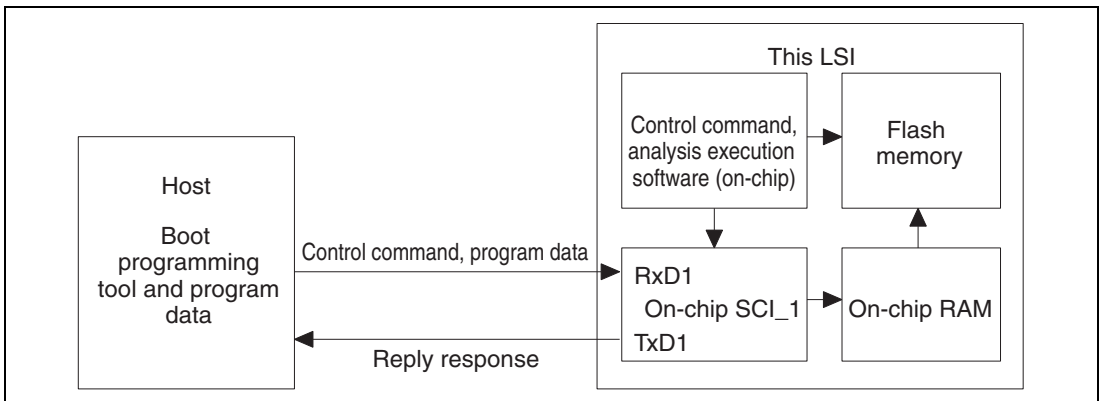 This LSI
Host
Boot
programming
tool and program
data
Control command, program data
Reply response
Control command,
analysis execution
software (on-chip)
Flash
memory
RxD1
On-chip SCI_1
TxD1
On-chip RAM